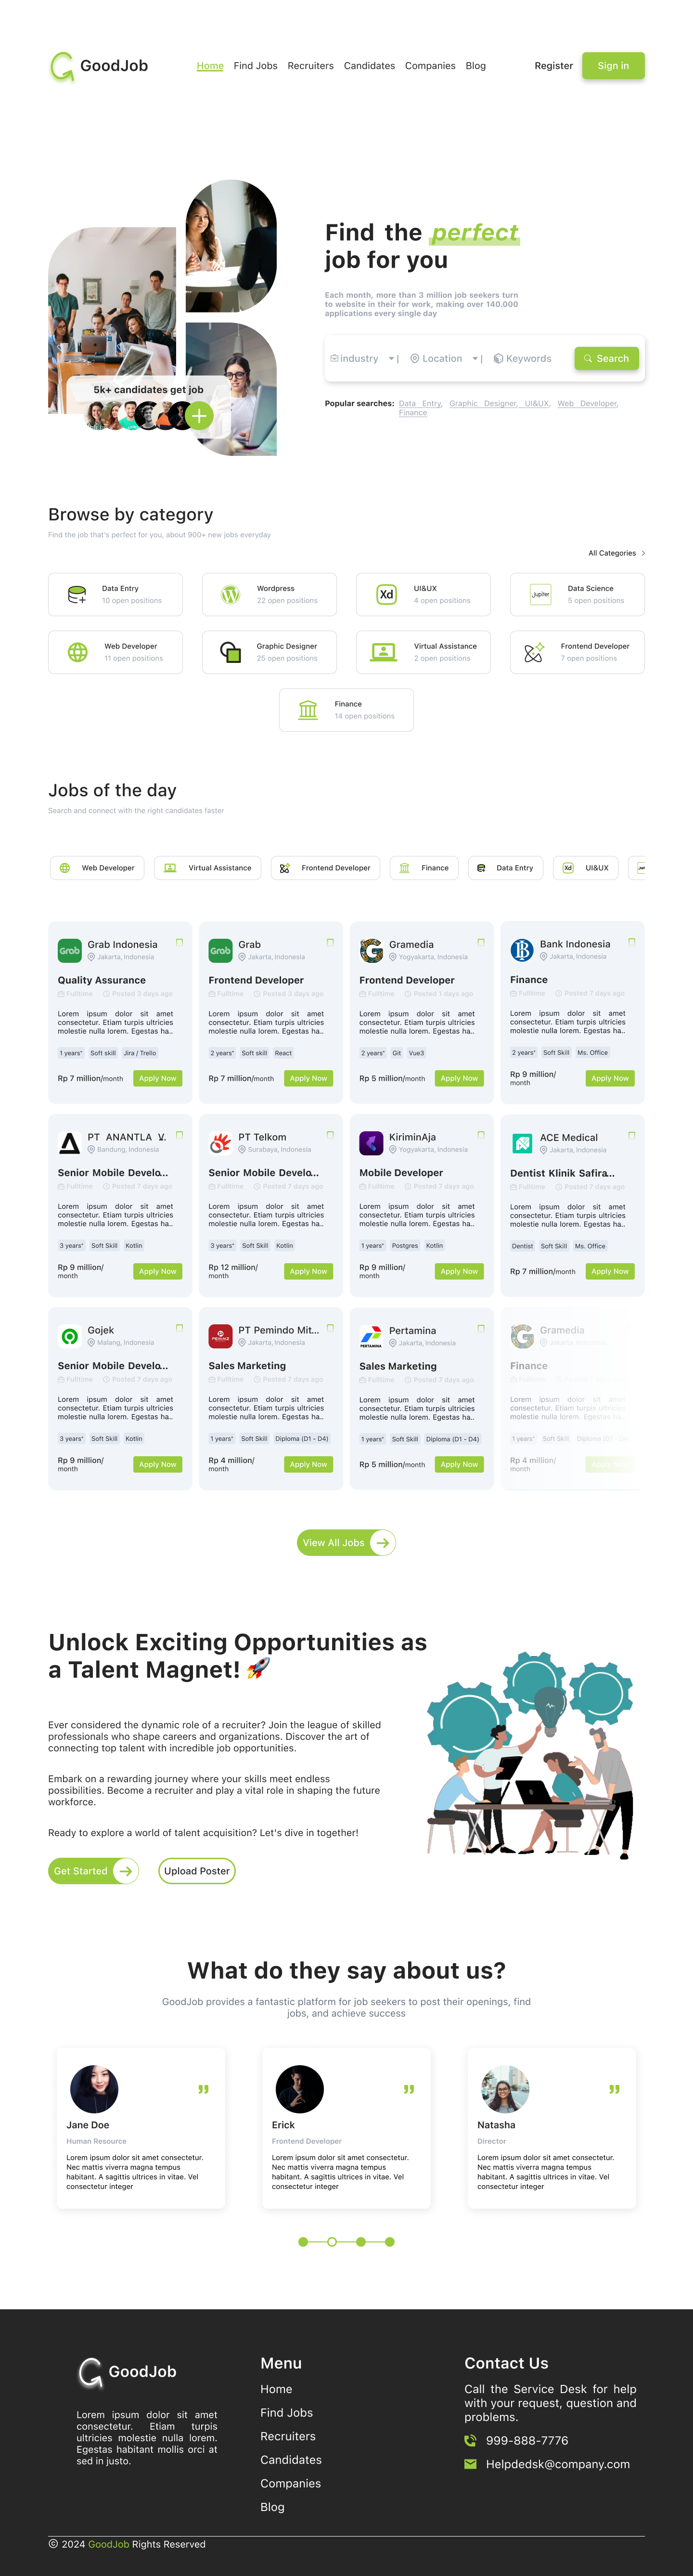 GoodJob
Home Find Jobs Recruiters Candidates Companies Blog
Register Sign in
Find the perfect
job for you
Each month, more than 3 million job seekers turn
to website in their for work, making over 140.000
applications every single day
industry | Location | Keywords Search
5k+ candidates get job
Popular searches: Data Entry, Graphic Designer, UI&UX, Web Developer,
Finance
Browse by category
Find the job that's perfect for you, about 900+ new jobs everyday
All Categories
Data Entry
10 open positions
Wordpress
22 open positions
Xd
UI&UX
4 open positions
Jupiter
Data Science
5 open positions
Web Developer
11 open positions
Graphic Designer
25 open positions
Virtual Assistance
2 open positions
Frontend Developer
7 open positions
Finance
14 open positions
Jobs of the day
Search and connect with the right candidates faster
Web Developer Virtual Assistance Frontend Developer Finance Data Entry Xd UI&UX
Grab
Grab Indonesia
Jakarta, Indonesia
Quality Assurance
Fulltime Posted 3 days ago
Lorem ipsum dolor sit amet
consectetur. Etiam turpis ultricies
molestie nulla lorem. Egestas ha..
1 years" Soft skill Jira / Trello
Rp 7 million/month Apply Now
Grab
Grab
Jakarta, Indonesia
Frontend Developer
Fulltime Posted 3 days ago
Lorem ipsum dolor sit amet
consectetur. Etiam turpis ultricies
molestie nulla lorem. Egestas ha..
2 years" Soft skill React
Rp 7 million/month Apply Now
Gramedia
Yogyakarta, Indonesia
Frontend Developer
Fulltime Posted 1 days ago
Lorem ipsum dolor sit amet
consectetur. Etiam turpis ultricies
molestie nulla lorem. Egestas ha..
2 years" Git Vue3
Rp 5 million/month Apply Now
Bank Indonesia
Jakarta, Indonesia
Finance
Fulltime Posted 7 days ago
Lorem ipsum dolor sit amet
consectetur. Etiam turpis ultricies
molestie nulla lorem. Egestas ha..
2 years" Soft Skill Ms. Office
Rp 9 million/
month
Apply Now
PT ANANTLA V.
Bandung, Indonesia
Senior Mobile Develo...
Fulltime Posted 7 days ago
Lorem ipsum dolor sit amet
consectetur. Etiam turpis ultricies
molestie nulla lorem. Egestas ha..
3 years" Soft Skill Kotlin
Rp 9 million/
month
Apply Now
PT Telkom
Surabaya, Indonesia
Senior Mobile Develo...
Fulltime Posted 7 days ago
Lorem ipsum dolor sit amet
consectetur. Etiam turpis ultricies
molestie nulla lorem. Egestas ha..
3 years" Soft Skill Kotlin
Rp 12 million/
month
Apply Now
KiriminAja
Yogyakarta, Indonesia
Mobile Developer
Fulltime Posted 7 days ago
Lorem ipsum dolor sit amet
consectetur. Etiam turpis ultricies
molestie nulla lorem. Egestas ha..
1 years" Postgres Kotlin
Rp 9 million/
month
Apply Now
ACE Medical
Jakarta, Indonesia
Dentist Klinik Safira...
Fulltime Posted 7 days ago
Lorem ipsum dolor sit amet
consectetur. Etiam turpis ultricies
molestie nulla lorem. Egestas ha..
Dentist Soft Skill Ms. Office
Rp 7 million/month Apply Now
Gojek
Malang, Indonesia
Senior Mobile Develo...
Fulltime Posted 7 days ago
Lorem ipsum dolor sit amet
consectetur. Etiam turpis ultricies
molestie nulla lorem. Egestas ha..
3 years" Soft Skill Kotlin
Rp 9 million/
month
Apply Now
PT Pemindo Mit...
Jakarta, Indonesia
Sales Marketing
Fulltime Posted 7 days ago
Lorem ipsum dolor sit amet
consectetur. Etiam turpis ultricies
molestie nulla lorem. Egestas ha..
1 years" Soft Skill Diploma (D1 - D4)
Rp 4 million/
month
Apply Now
PERTAMINA
Pertamina
Jakarta, Indonesia
Sales Marketing
Fulltime Posted 7 days ago
Lorem ipsum dolor sit amet
consectetur. Etiam turpis ultricies
molestie nulla lorem. Egestas ha..
1 years" Soft Skill Diploma (D1 - D4)
Rp 5 million/month Apply Now
Gramedia
Jakarta, Indonesia
Finance
Fulltime Posted 7 days
Lorem ipsum dolor sit amet
consectetur. Etiam turpis ultricies
molestie nulla lorem. Egestas
1 years" Soft Skill Diploma
Rp 4 million/
month
View All Jobs
Unlock Exciting Opportunities as
a Talent Magnet! 🚀
Ever considered the dynamic role of a recruiter? Join the league of skilled
professionals who shape careers and organizations. Discover the art of
connecting top talent with incredible job opportunities.
Embark on a rewarding journey where your skills meet endless
possibilities. Become a recruiter and play a vital role in shaping the future
workforce.
Ready to explore a world of talent acquisition? Let's dive in together!
Get Started Upload Poster
What do they say about us?
GoodJob provides a fantastic platform for job seekers to post their openings, find
jobs, and achieve success
Jane Doe
Human Resource
Lorem ipsum dolor sit amet consectetur.
Nec mattis viverra magna tempus
habitant. A sagittis ultrices in vitae. Vel
consectetur integer
Erick
Frontend Developer
Lorem ipsum dolor sit amet consectetur.
Nec mattis viverra magna tempus
habitant. A sagittis ultrices in vitae. Vel
consectetur integer
Natasha
Director
Lorem ipsum dolor sit amet consectetur.
Nec mattis viverra magna tempus
habitant. A sagittis ultrices in vitae. Vel
consectetur integer
GoodJob
Lorem ipsum dolor sit amet
consectetur. Etiam turpis
ultricies molestie nulla lorem.
Egestas habitant mollis orci at
sed in justo.
Menu
Home
Find Jobs
Recruiters
Candidates
Companies
Blog
Contact Us
Call the Service Desk for help
with your request, question and
problems.
999-888-7776
Helpdedsk@company.com
© 2024 GoodJob Rights Reserved